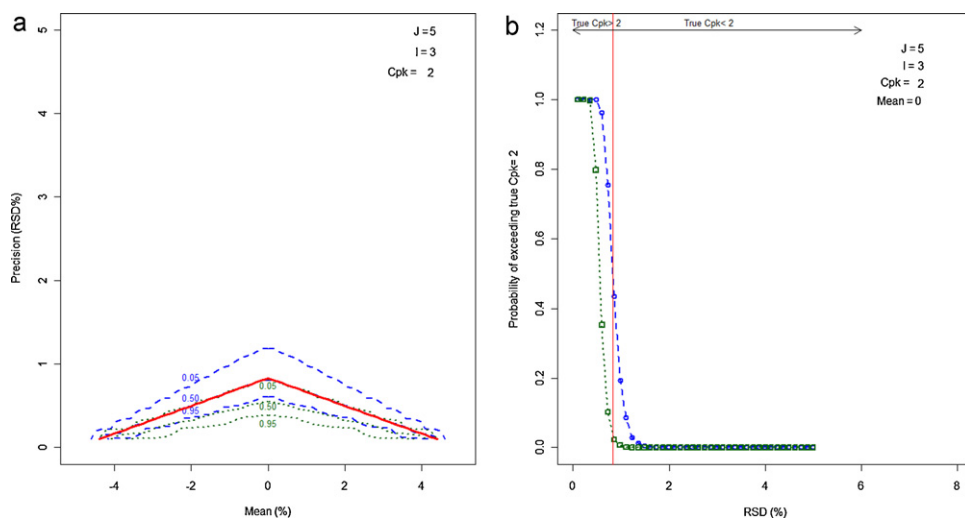 a
J = 5
I = 3
Cpk = 2
Precision (RSD%)
5
4
3
2
1
0
0.05
0.50
0.95
0.05
0.50
0.95
-4 -2 0 2 4
Mean (%)
b
True Cpk> 2 True Cpk< 2
J = 5
I = 3
Cpk = 2
Mean = 0
Probability of exceeding true Cpk= 2
1.2
1.0
0.8
0.6
0.4
0.2
0.0
0 2 4 6 8
RSD (%)